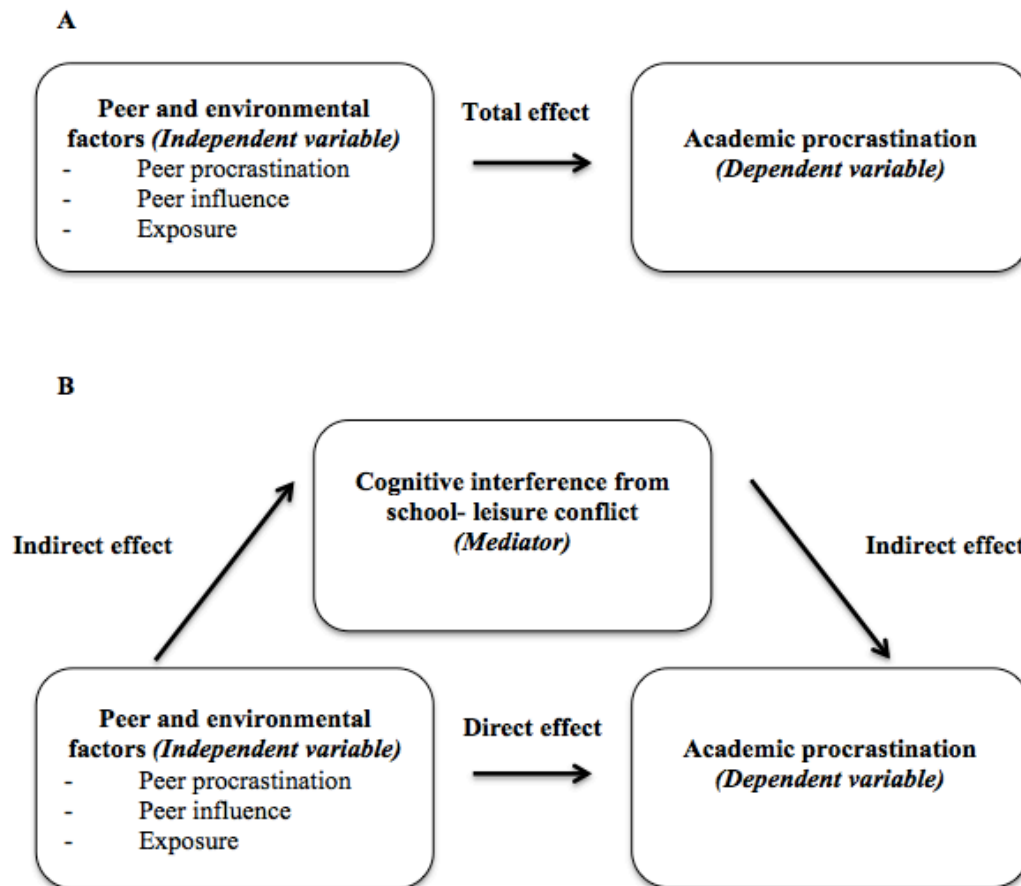 A
Peer and environmental
factors (Independent variable)
- Peer procrastination
- Peer influence
- Exposure
Total effect
Academic procrastination
(Dependent variable)
B
Cognitive interference from
school- leisure conflict
(Mediator)
Indirect effect
Indirect effect
Peer and environmental
factors (Independent variable)
- Peer procrastination
- Peer influence
- Exposure
Direct effect
Academic procrastination
(Dependent variable)